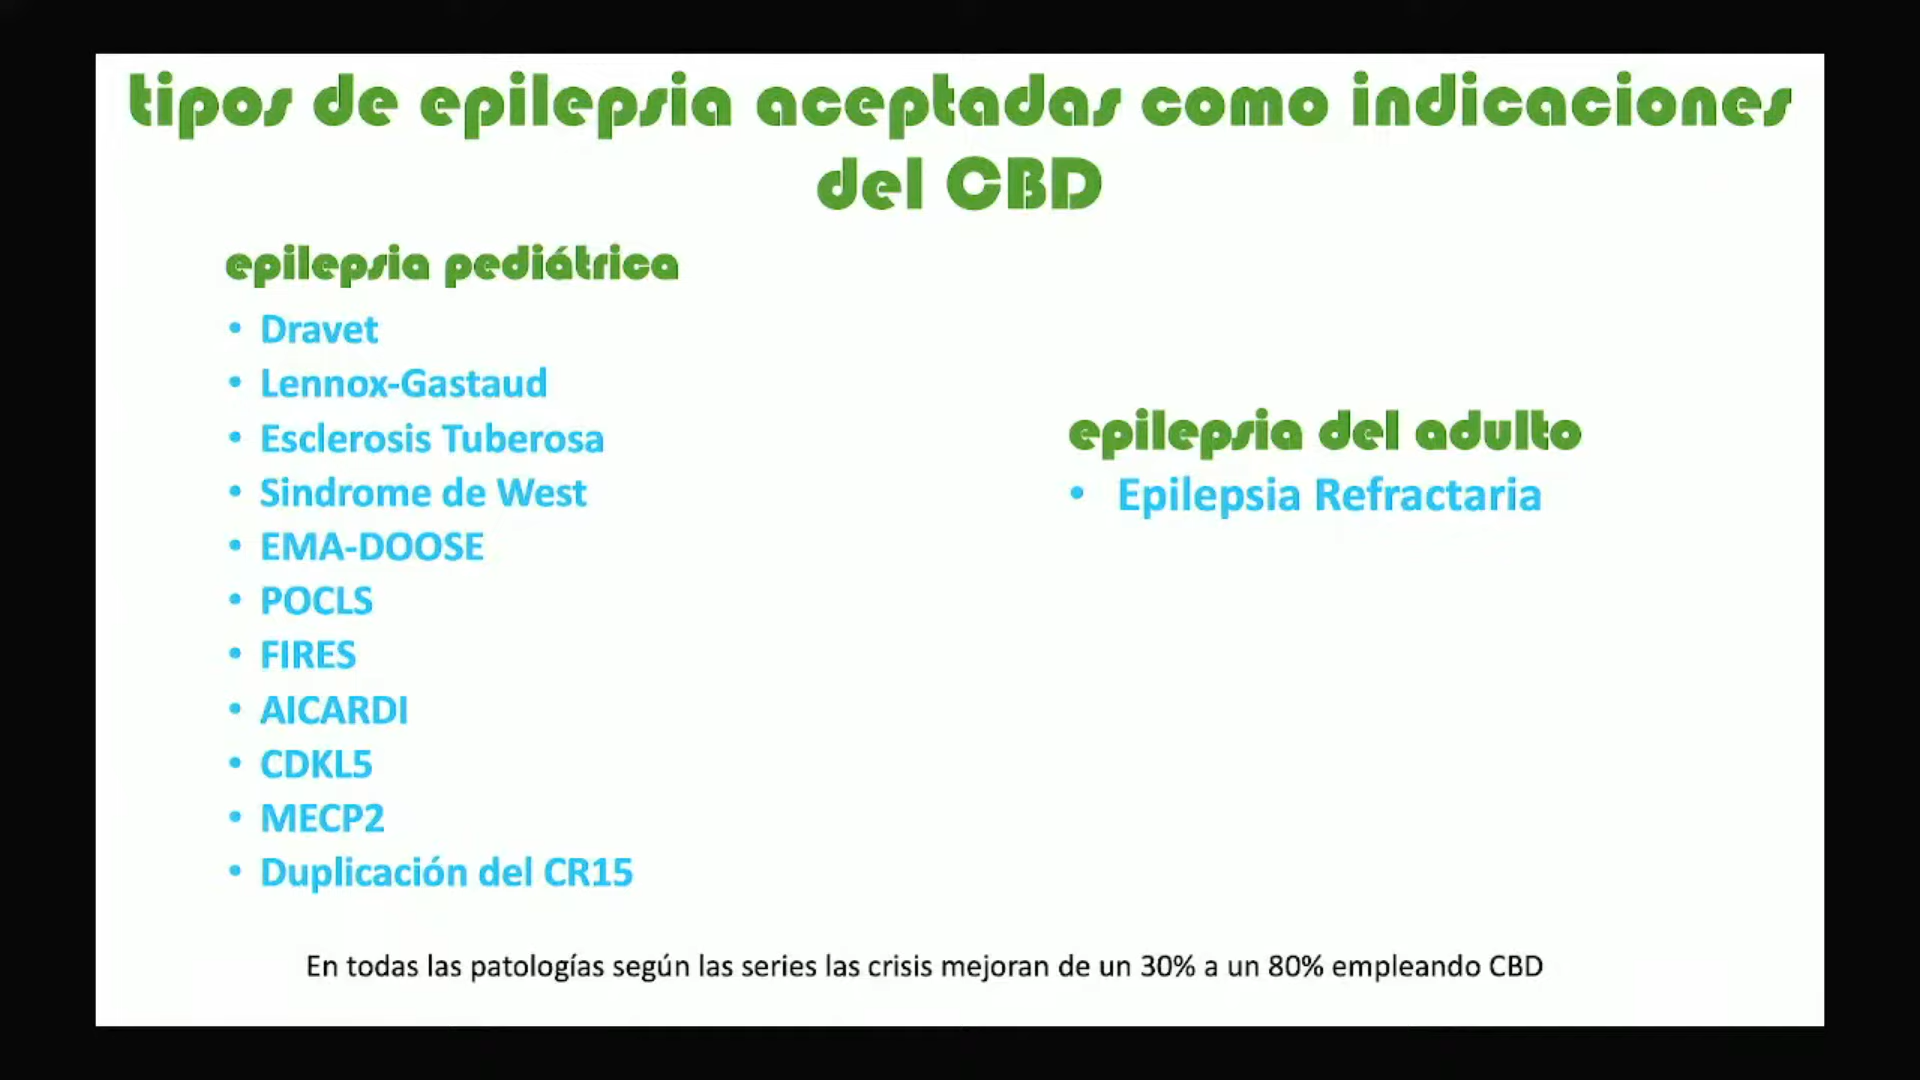 tipos de epilepsia aceptadas como indicaciones
del CBD
epilepsia pediátrica
• Dravet
• Lennox-Gastaud
• Esclerosis Tuberosa
• Sindrome de West
• EMA-DOOSE
• POCLS
• FIRES
• AICARDI
• CDKL5
• MECP2
• Duplicación del CR15
epilepsia del adulto
• Epilepsia Refractaria
En todas las patologías según las series las crisis mejoran de un 30% a un 80% empleando CBD